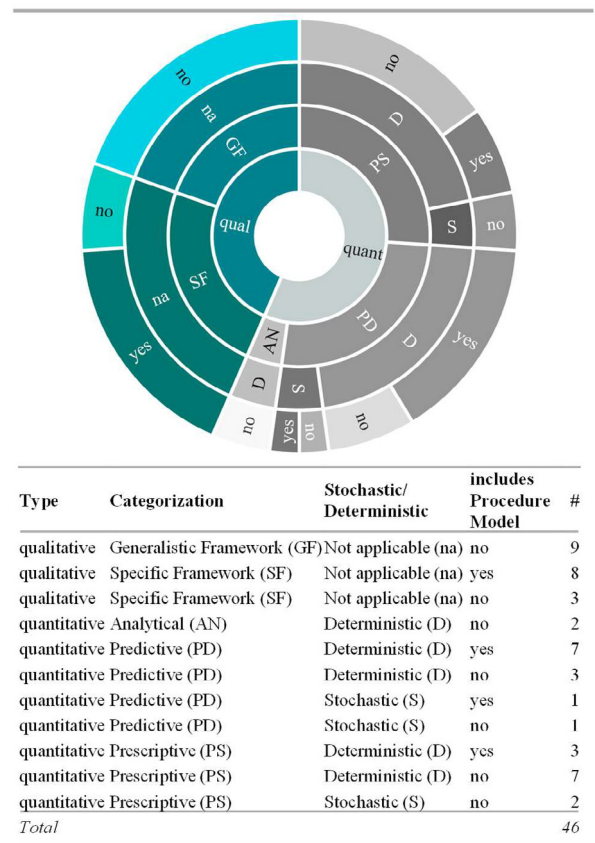 no
no
na
D
GF
PS
yes
no
qual
quant
S
no
na
SF
PD
D
yes
yes
AN
D
S
no
yes
no
no
Type Categorization Stochastic/ Deterministic includes Procedure Model #
qualitative Generalistic Framework (GF) Not applicable (na) no 9
qualitative Specific Framework (SF) Not applicable (na) yes 8
qualitative Specific Framework (SF) Not applicable (na) no 3
quantitative Analytical (AN) Deterministic (D) no 2
quantitative Predictive (PD) Deterministic (D) yes 7
quantitative Predictive (PD) Deterministic (D) no 3
quantitative Predictive (PD) Stochastic (S) yes 1
quantitative Predictive (PD) Stochastic (S) no 1
quantitative Prescriptive (PS) Deterministic (D) yes 3
quantitative Prescriptive (PS) Deterministic (D) no 7
quantitative Prescriptive (PS) Stochastic (S) no 2
Total 46